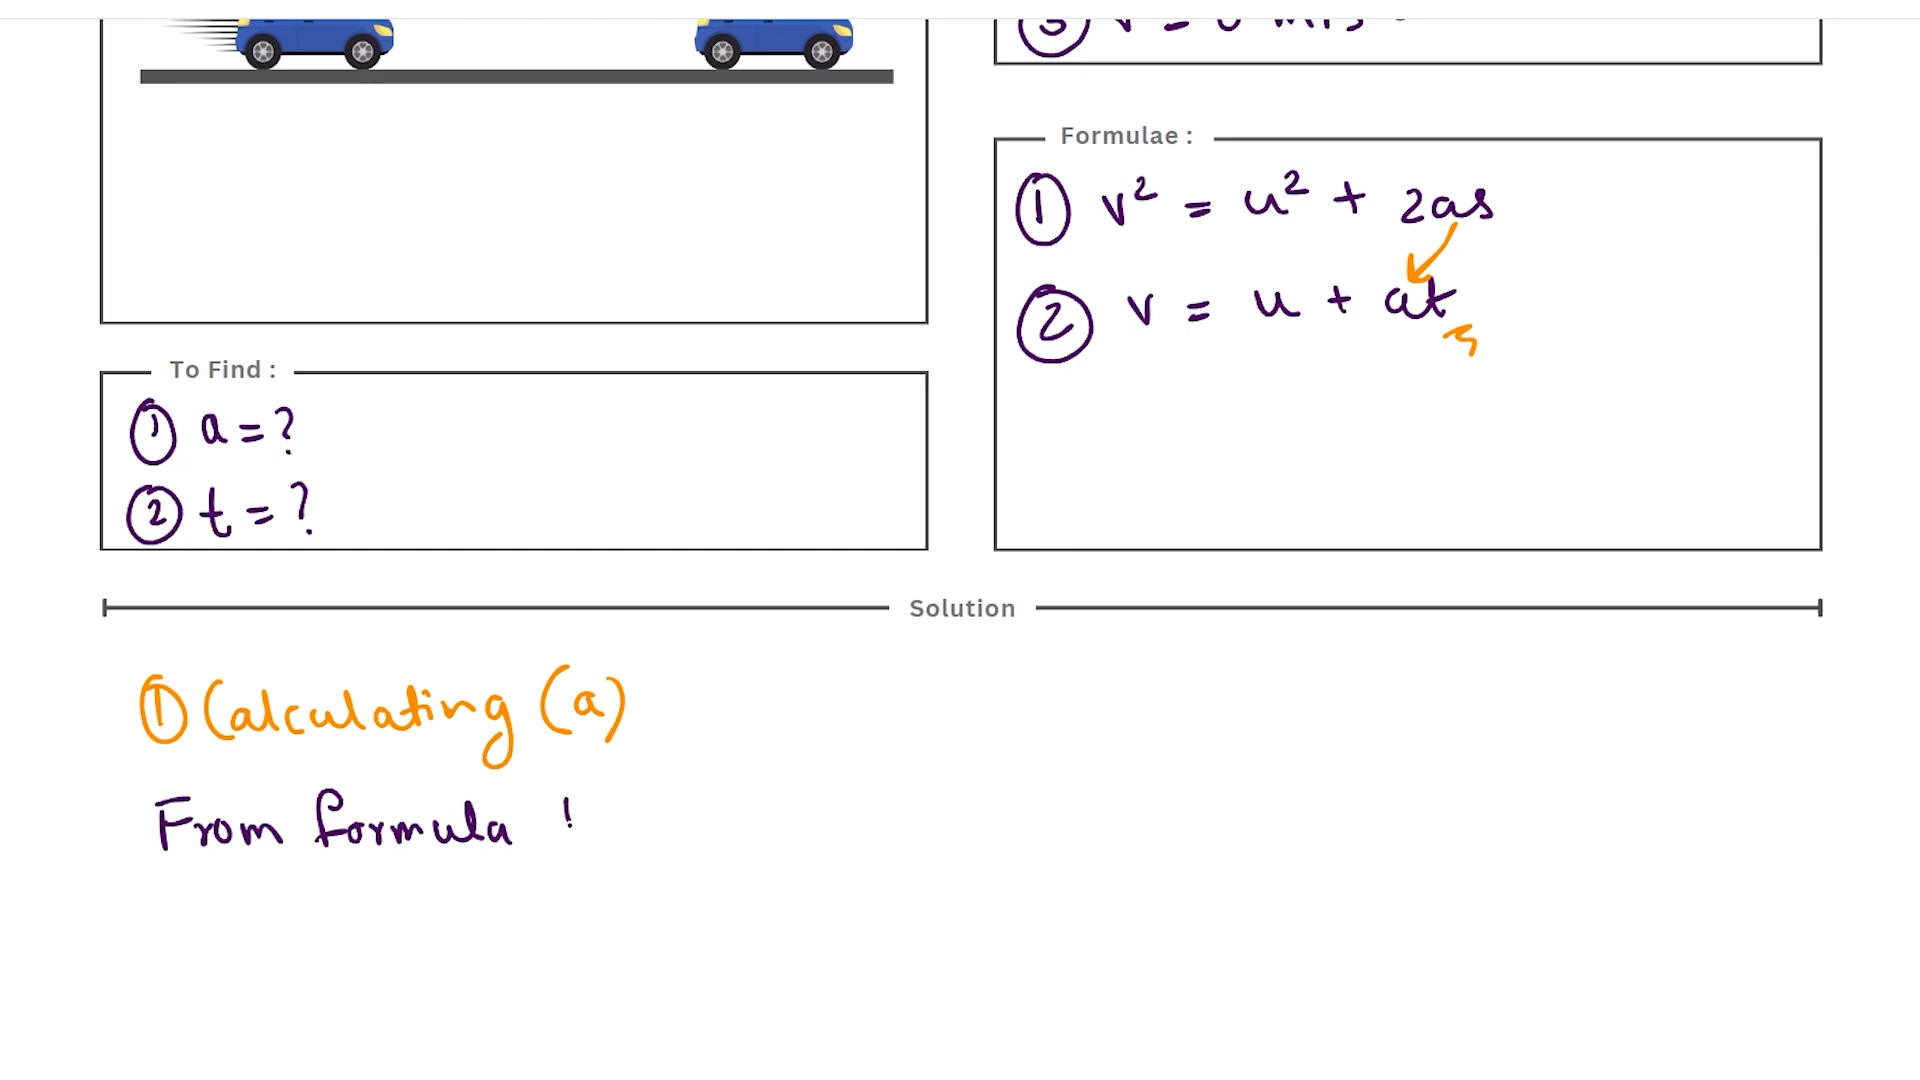 Formulae :
① v² = u² + 2as
② v = u + at
To Find :
① a = ?
② t = ?
Solution
① Calculating (a)
From formula